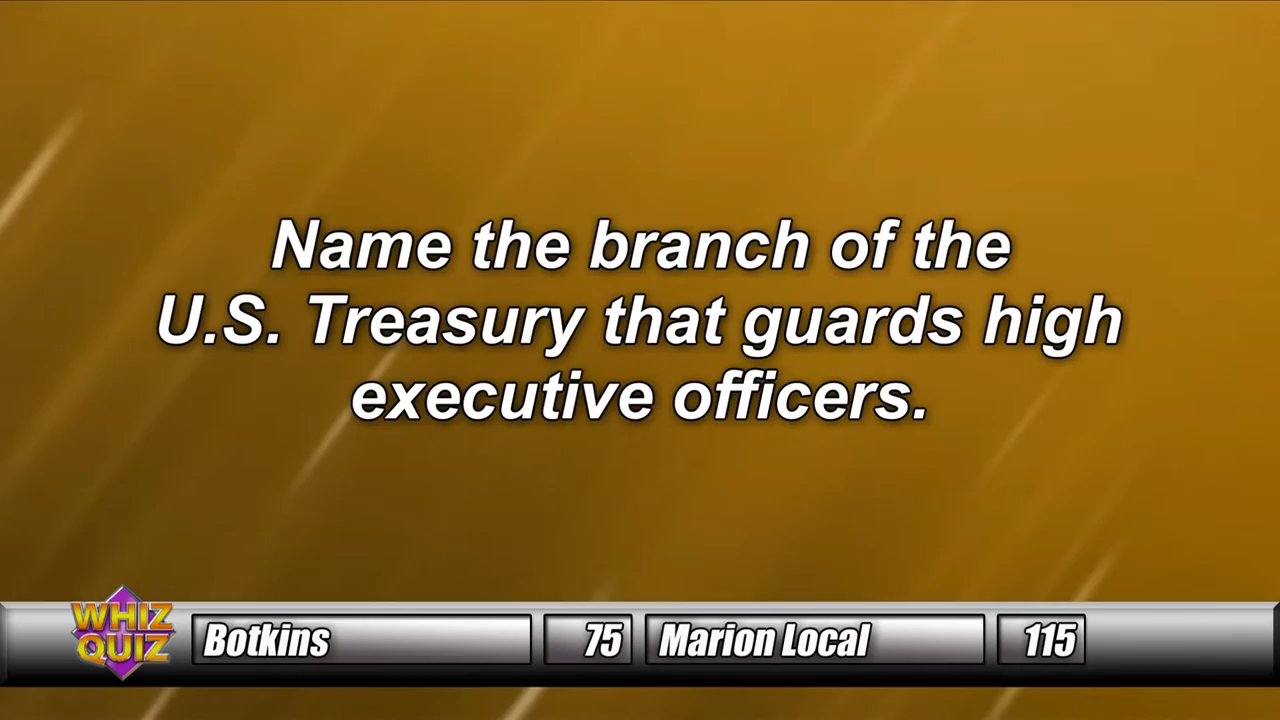 Name the branch of the
U.S. Treasury that guards high
executive officers.
WHIZ
QUIZ
Botkins 75 Marion Local 115